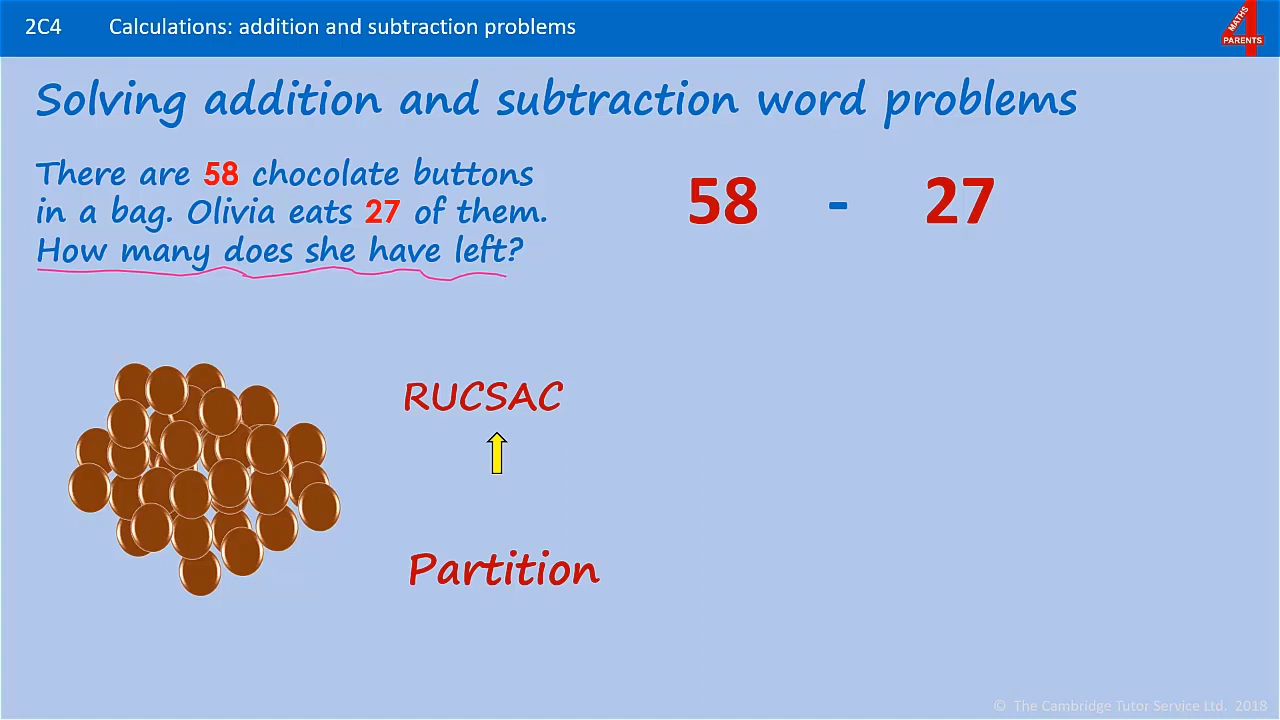 2C4 Calculations: addition and subtraction problems
MATHS
4
PARENTS
Solving addition and subtraction word problems
There are 58 chocolate buttons
in a bag. Olivia eats 27 of them.
How many does she have left?
58 - 27
RUCSAC
Partition
© The Cambridge Tutor Service Ltd. 2018